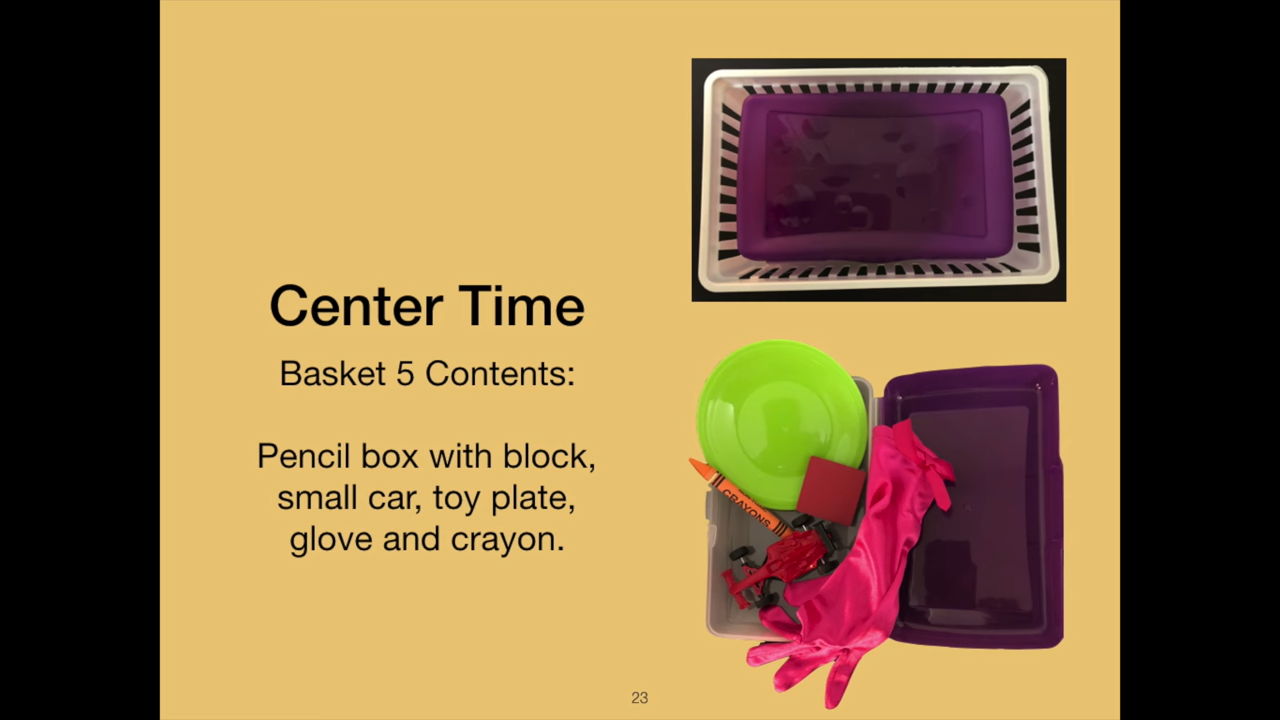 Center Time
Basket 5 Contents:
Pencil box with block,
small car, toy plate,
glove and crayon.
CRAYONS
23